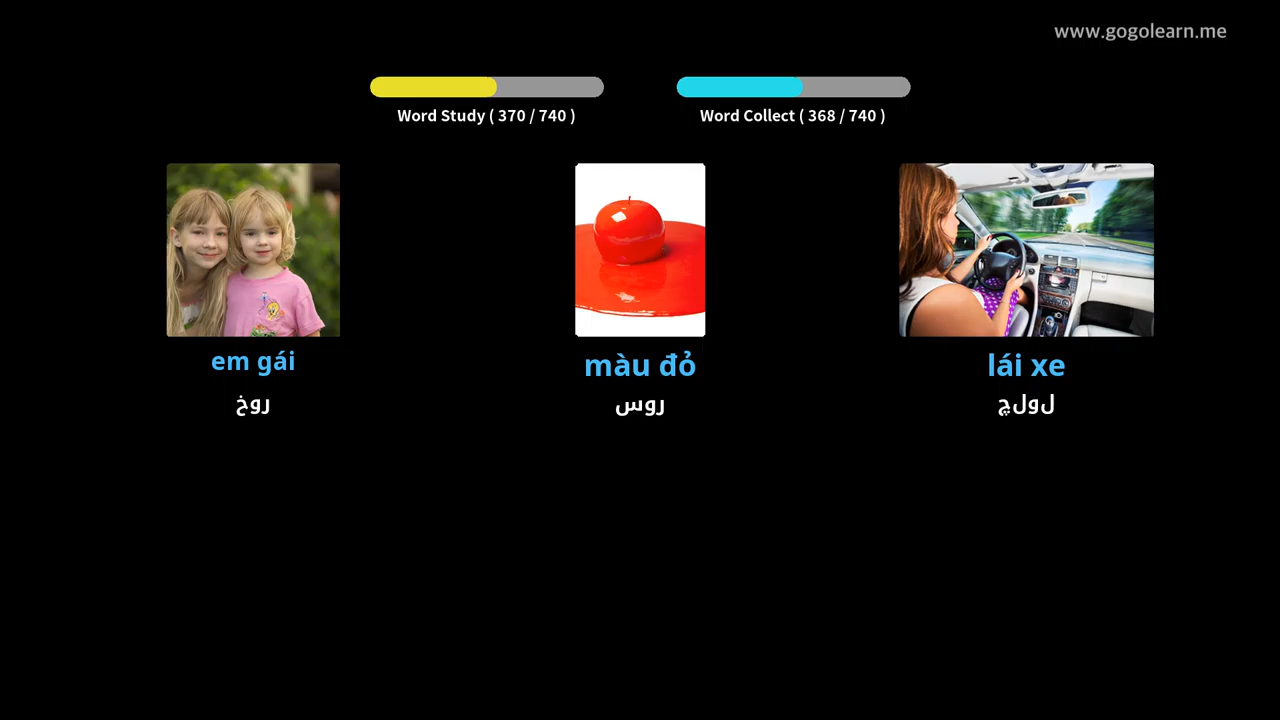 www.gogolearn.me
Word Study ( 370 / 740 )
Word Collect ( 368 / 740 )
em gái
màu đỏ
lái xe
روخ
روس
لولچ